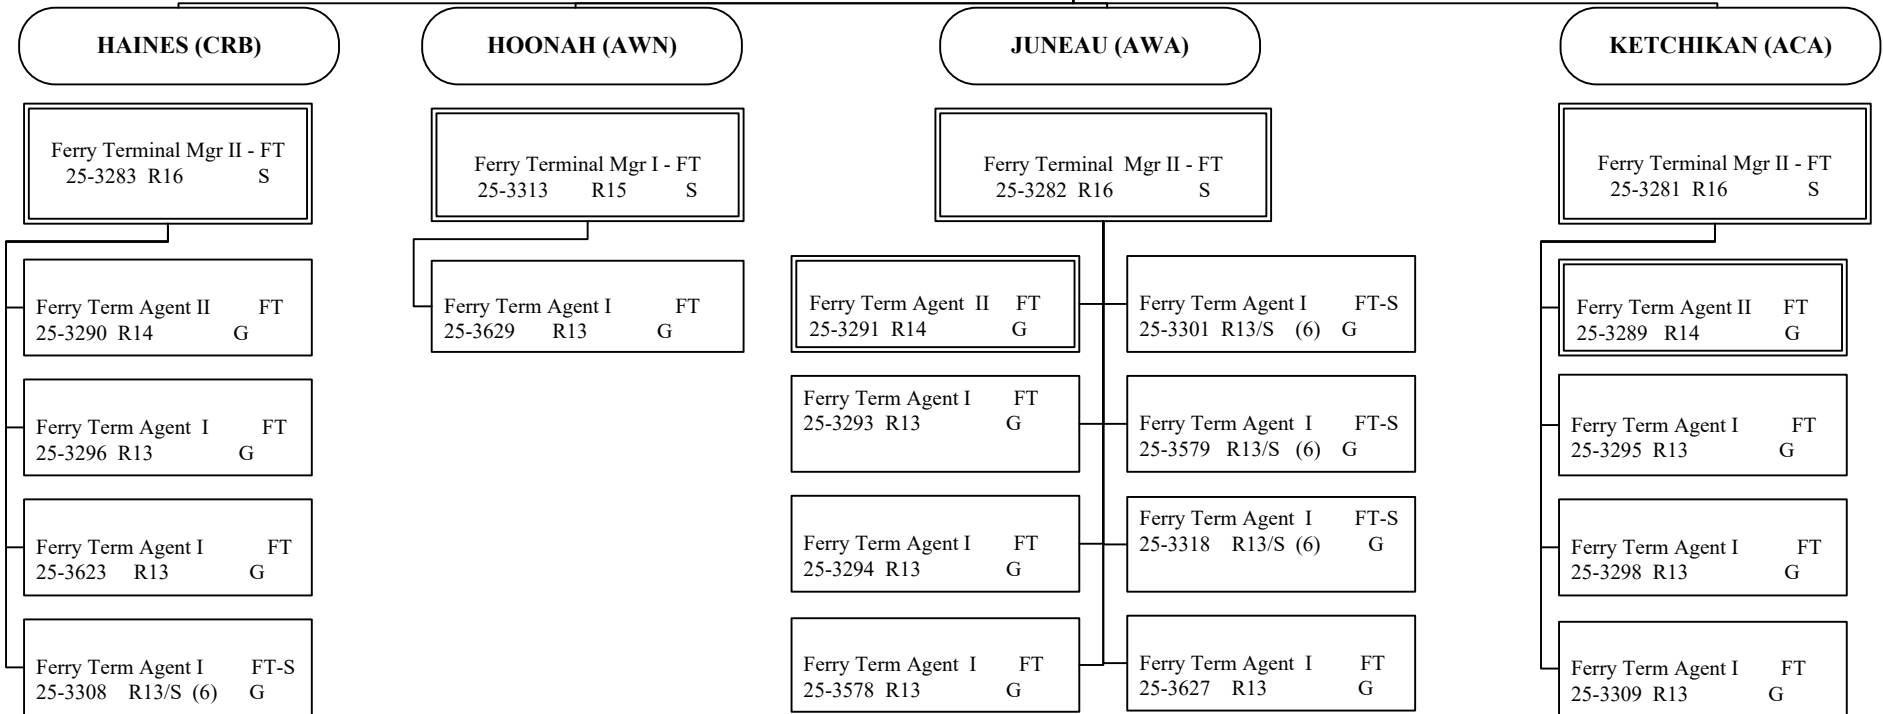 HAINES (CRB)
Ferry Terminal Mgr II - FT
25-3283 R16 S
Ferry Term Agent II FT
25-3290 R14 G
Ferry Term Agent I FT
25-3296 R13 G
Ferry Term Agent I FT
25-3623 R13 G
Ferry Term Agent I FT-S
25-3308 R13/S (6) G
HOONAH (AWN)
Ferry Terminal Mgr I - FT
25-3313 R15 S
Ferry Term Agent I FT
25-3629 R13 G
JUNEAU (AWA)
Ferry Terminal Mgr II - FT
25-3282 R16 S
Ferry Term Agent II FT
25-3291 R14 G
Ferry Term Agent I FT
25-3293 R13 G
Ferry Term Agent I FT
25-3294 R13 G
Ferry Term Agent I FT
25-3578 R13 G
Ferry Term Agent I FT-S
25-3301 R13/S (6) G
Ferry Term Agent I FT-S
25-3579 R13/S (6) G
Ferry Term Agent I FT-S
25-3318 R13/S (6) G
Ferry Term Agent I FT
25-3627 R13 G
KETCHIKAN (ACA)
Ferry Terminal Mgr II - FT
25-3281 R16 S
Ferry Term Agent II FT
25-3289 R14 G
Ferry Term Agent I FT
25-3295 R13 G
Ferry Term Agent I FT
25-3298 R13 G
Ferry Term Agent I FT
25-3309 R13 G